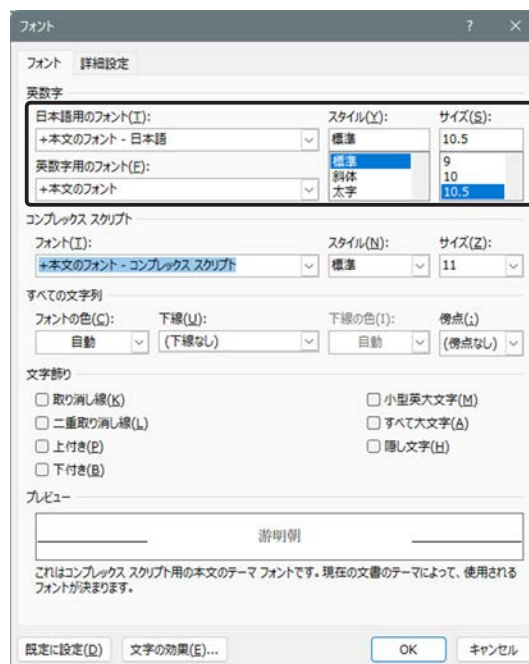 フォント ? ×
フォント 詳細設定
英数字
日本語用のフォント(T): スタイル(Y): サイズ(S):
+本文のフォント - 日本語 標準 10.5
標準 9
英数字用のフォント(F): 斜体 10
+本文のフォント 太字 10.5
コンプレックス スクリプト
フォント(T): スタイル(N): サイズ(Z):
+本文のフォント - コンプレックス スクリプト 標準 11
すべての文字列
フォントの色(C): 下線(U): 下線の色(I): 傍点(:)
自動 (下線なし) 自動 (傍点なし)
文字飾り
取り消し線(K) 小型英大文字(M)
二重取り消し線(L) すべて大文字(A)
上付き(P) 隠し文字(H)
下付き(B)
プレビュー
游明朝
これはコンプレックス スクリプト用の本文のテーマ フォントです。現在の文書のテーマによって、使用される
フォントが決まります。
既定に設定(D) 文字の効果(E)... OK キャンセル